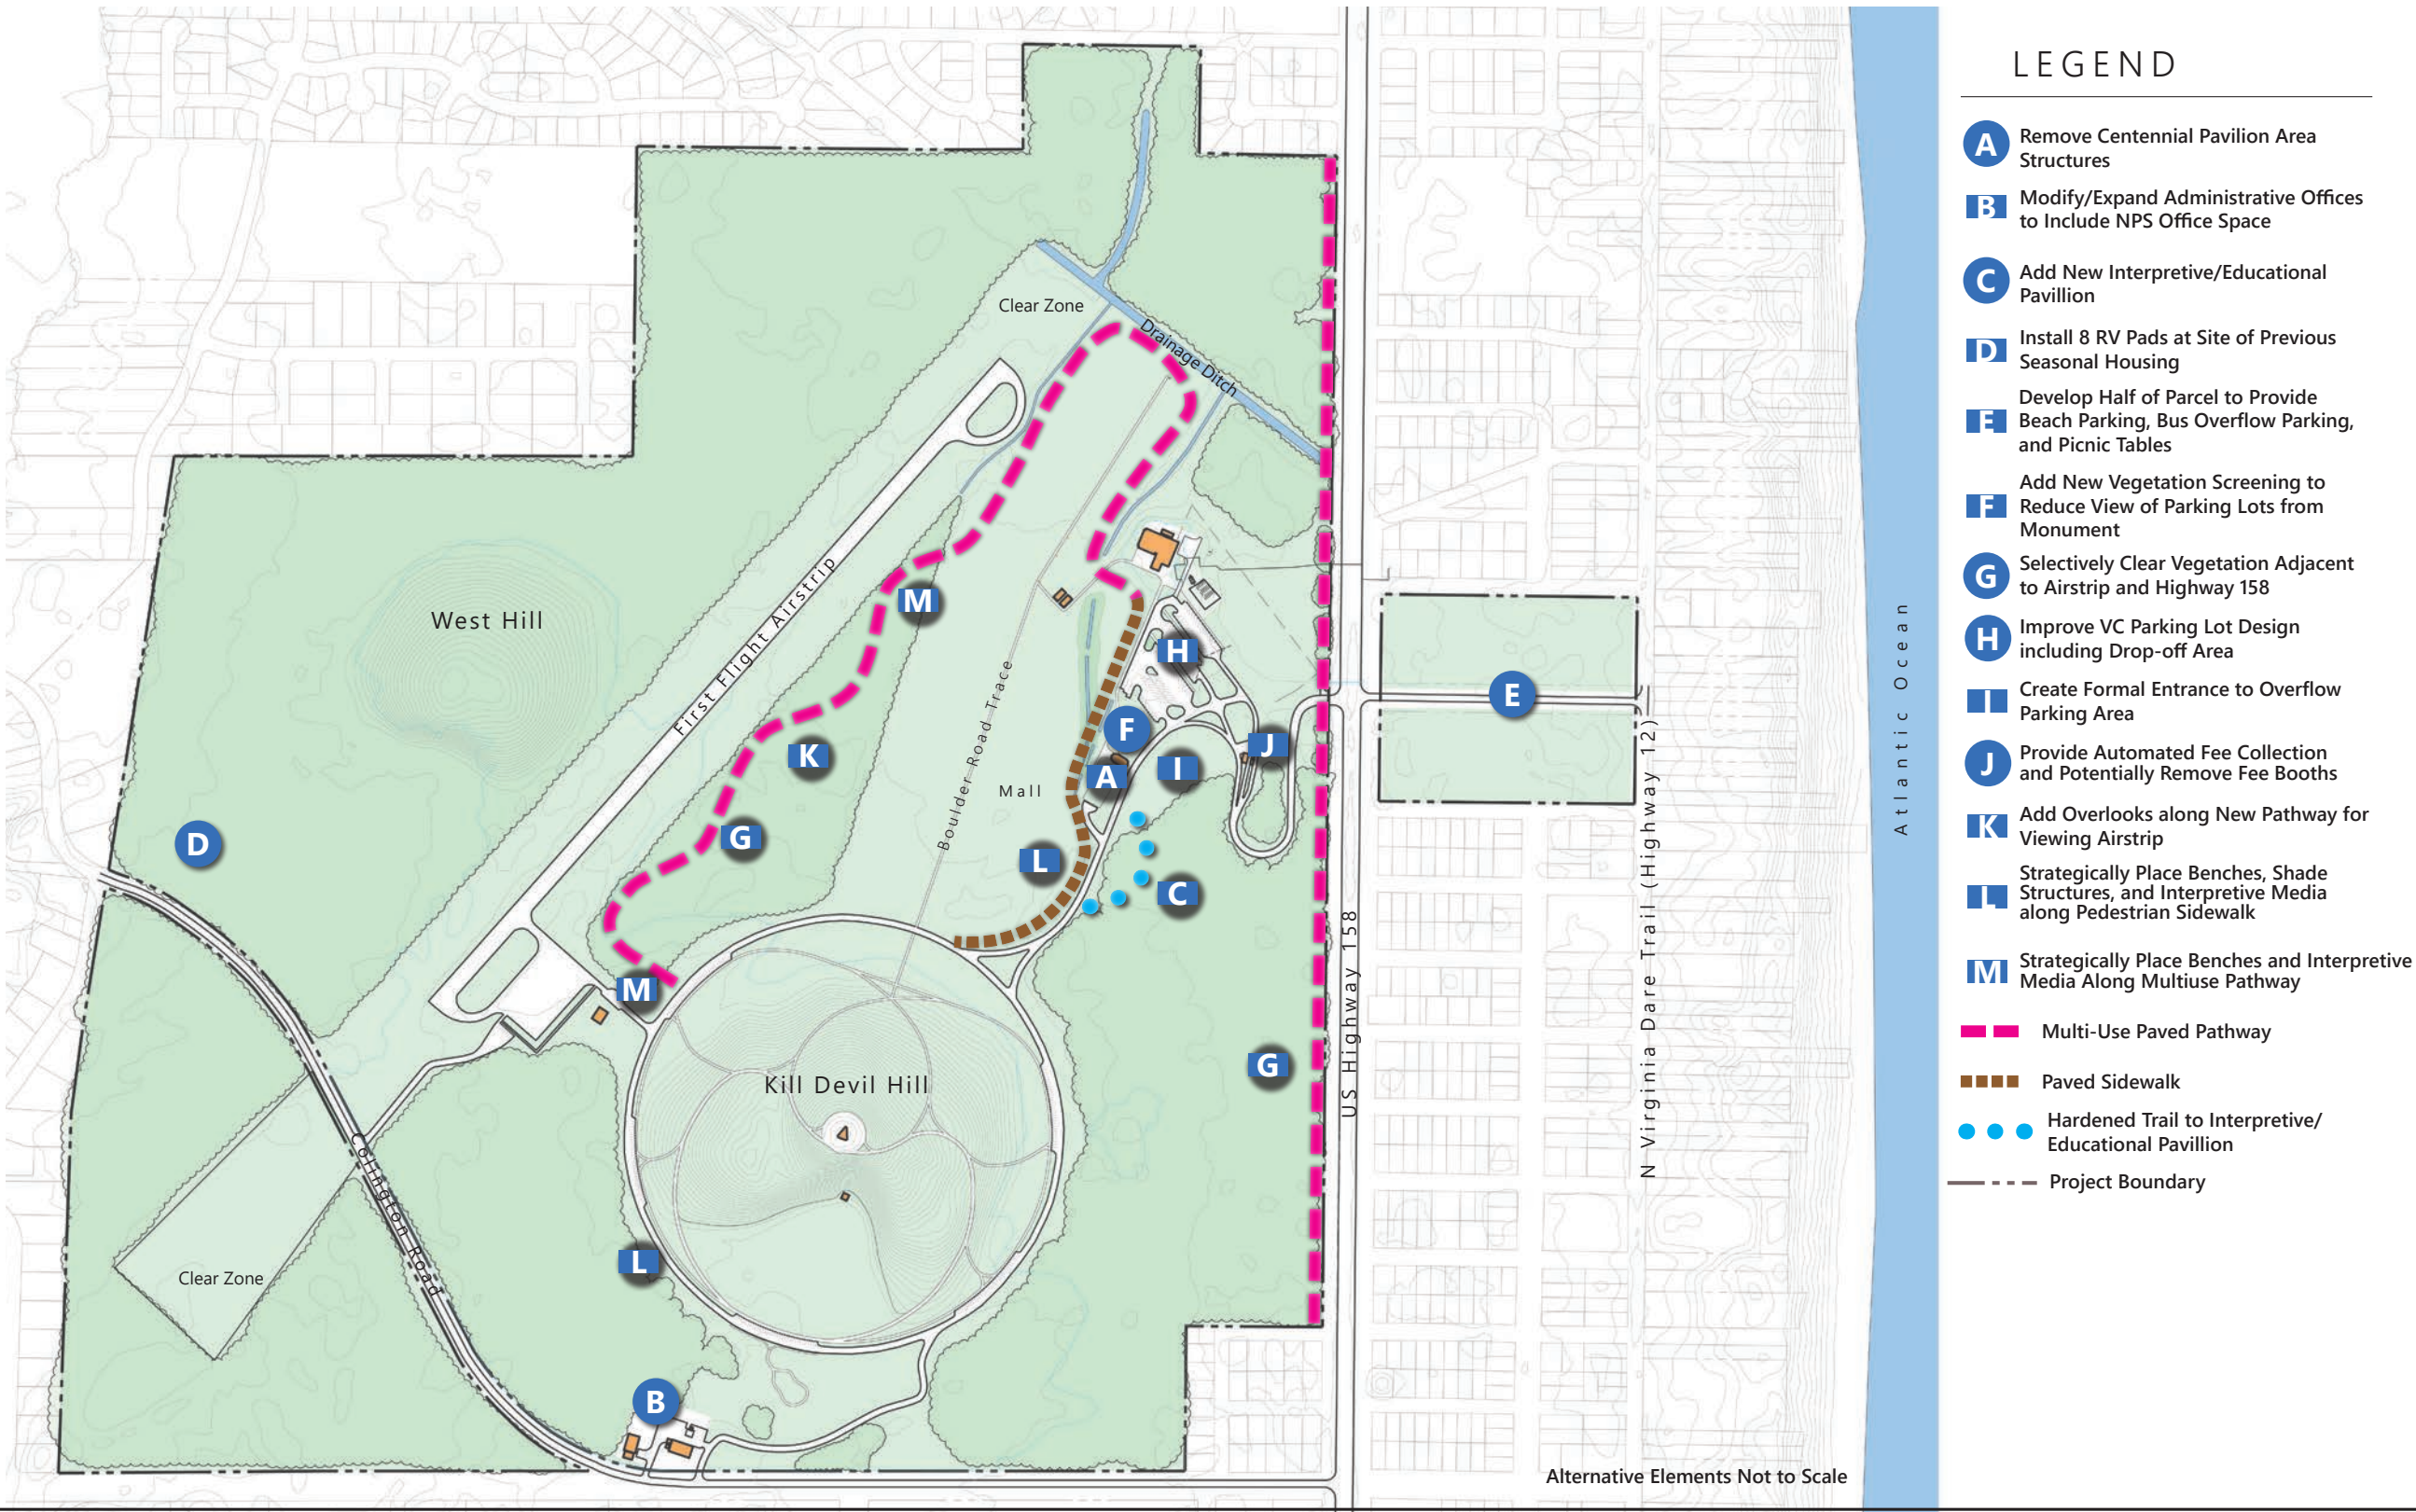 LEGEND
A Remove Centennial Pavilion Area
Structures
B Modify/Expand Administrative Offices
to Include NPS Office Space
C Add New Interpretive/Educational
Pavillion
D Install 8 RV Pads at Site of Previous
Seasonal Housing
E Develop Half of Parcel to Provide
Beach Parking, Bus Overflow Parking,
and Picnic Tables
F Add New Vegetation Screening to
Reduce View of Parking Lots from
Monument
G Selectively Clear Vegetation Adjacent
to Airstrip and Highway 158
H Improve VC Parking Lot Design
including Drop-off Area
I Create Formal Entrance to Overflow
Parking Area
J Provide Automated Fee Collection
and Potentially Remove Fee Booths
K Add Overlooks along New Pathway for
Viewing Airstrip
L Strategically Place Benches, Shade
Structures, and Interpretive Media
along Pedestrian Sidewalk
M Strategically Place Benches and Interpretive
Media Along Multiuse Pathway
Multi-Use Paved Pathway
Paved Sidewalk
Hardened Trail to Interpretive/
Educational Pavillion
Project Boundary
Clear Zone
Drainage Ditch
West Hill
First Flight Airstrip
M
H
Boulder Road Trace
E
F
J
K
A
I
Mall
G
D
L
C
M
G
Kill Devil Hill
US Highway 158
N Virginia Dare Trail (Highway 12)
Atlantic Ocean
Colington Road
L
Clear Zone
B
Alternative Elements Not to Scale